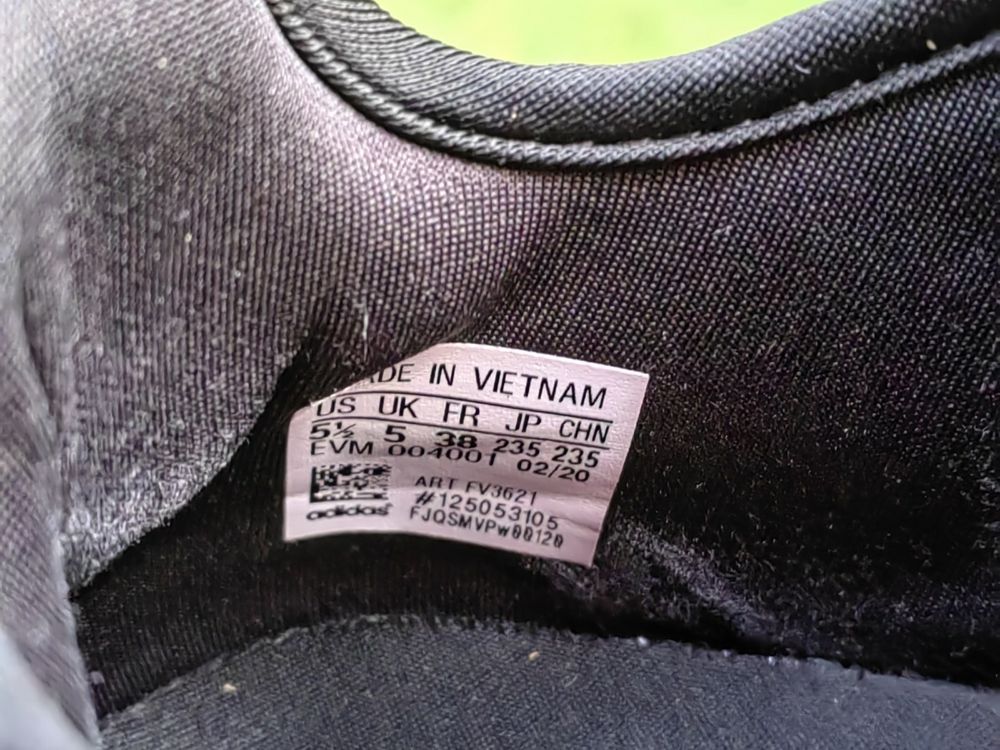 MADE IN VIETNAM
US UK FR JP CHN
5½ 5 38 235 235
EVM 004001 02/20
ART FV3621
#125053105
adidas FJQSMVPW00120